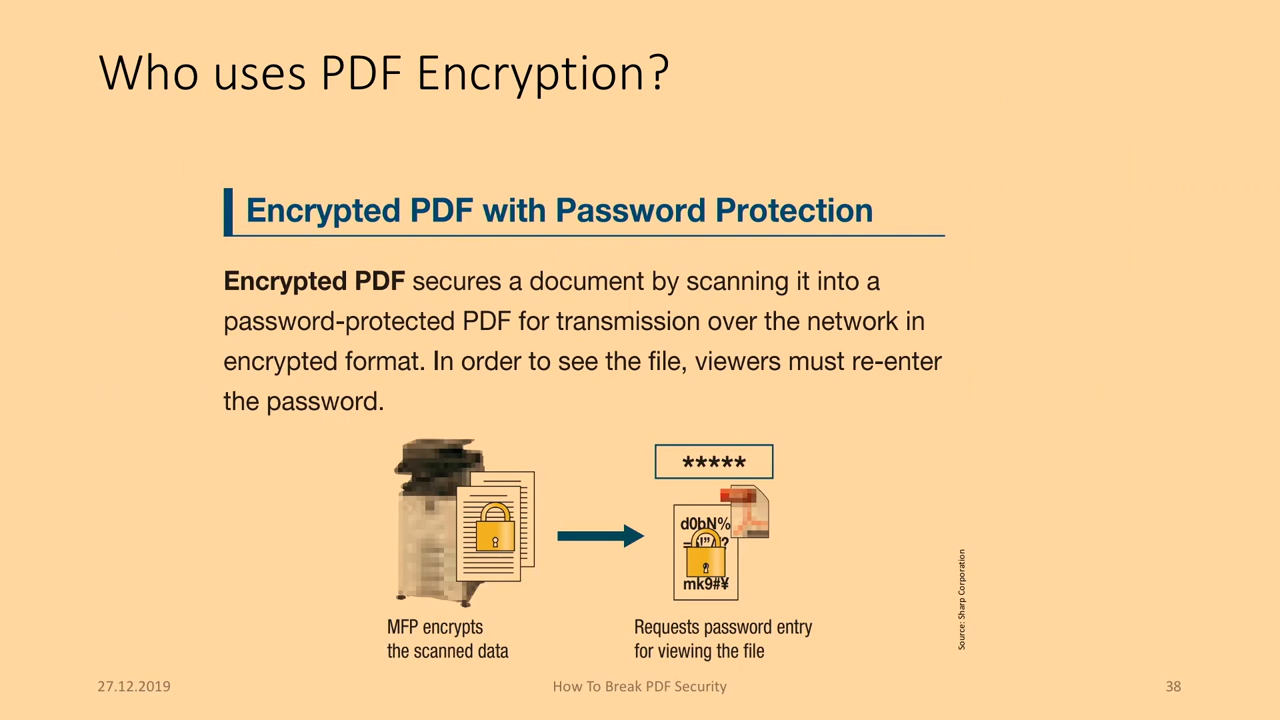 Who uses PDF Encryption?
Encrypted PDF with Password Protection
Encrypted PDF secures a document by scanning it into a
password-protected PDF for transmission over the network in
encrypted format. In order to see the file, viewers must re-enter
the password.
*****
d0bN%
mk9#¥
MFP encrypts
the scanned data
Requests password entry
for viewing the file
Source: Sharp Corporation
27.12.2019
How To Break PDF Security
38